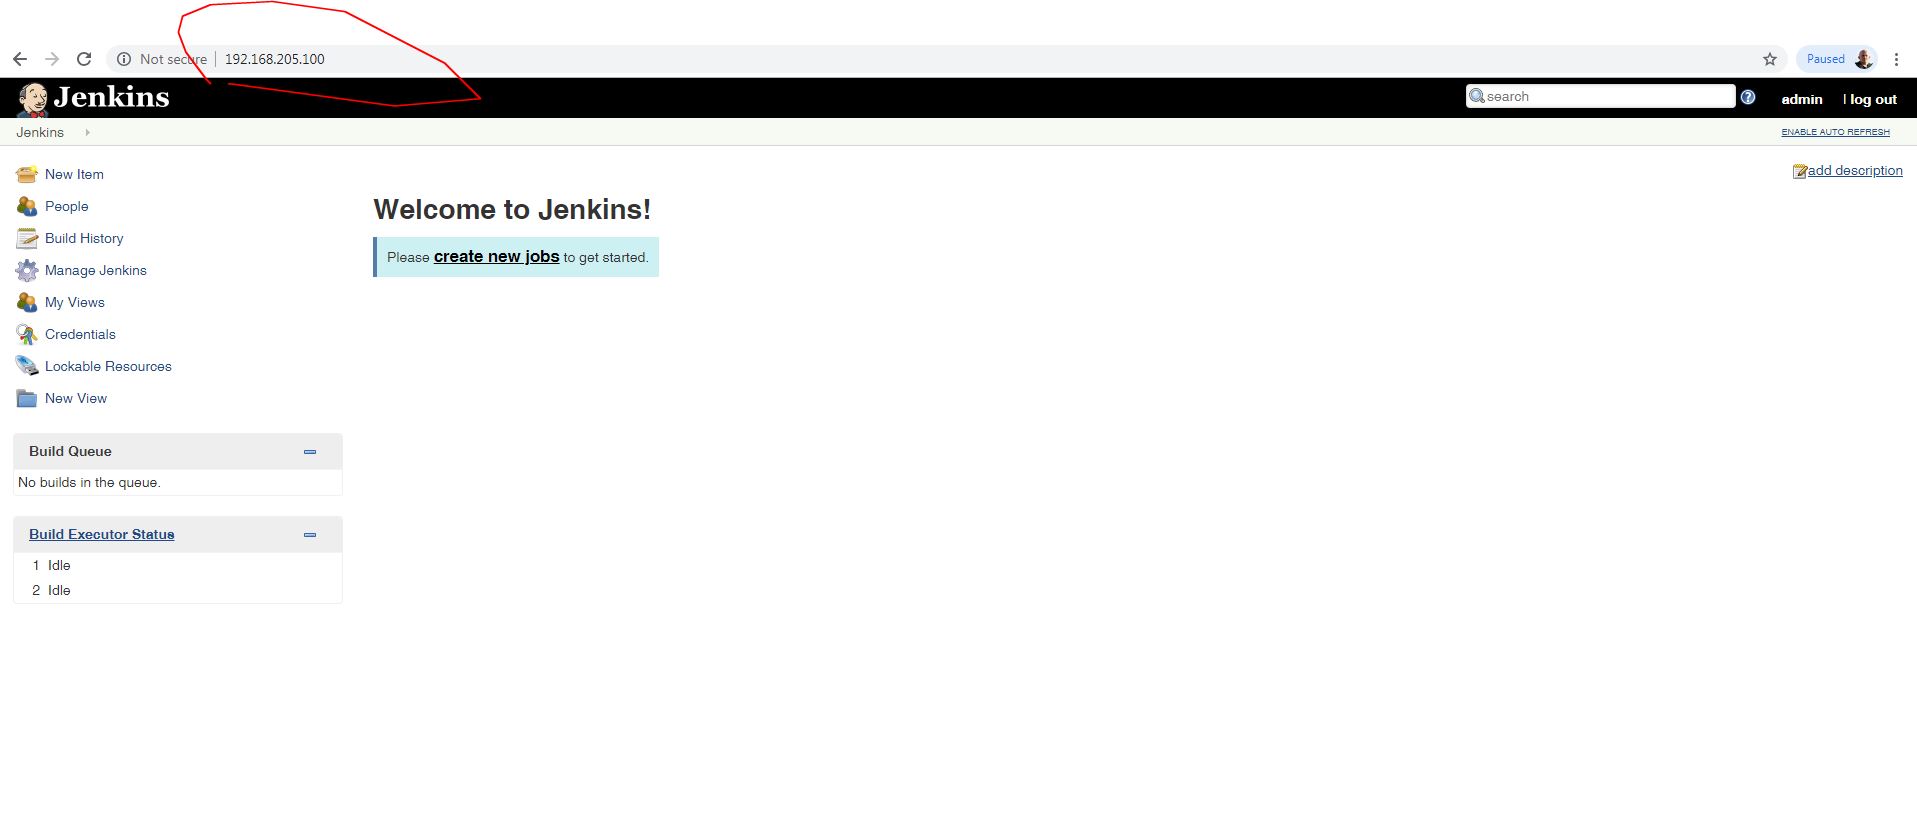 Not secure | 192.168.205.100
Paused
Jenkins
search
admin
| log out
Jenkins
ENABLE AUTO REFRESH
New Item
People
Build History
Manage Jenkins
My Views
Credentials
Lockable Resources
New View
add description
Welcome to Jenkins!
Please create new jobs to get started.
Build Queue
No builds in the queue.
Build Executor Status
1 Idle
2 Idle